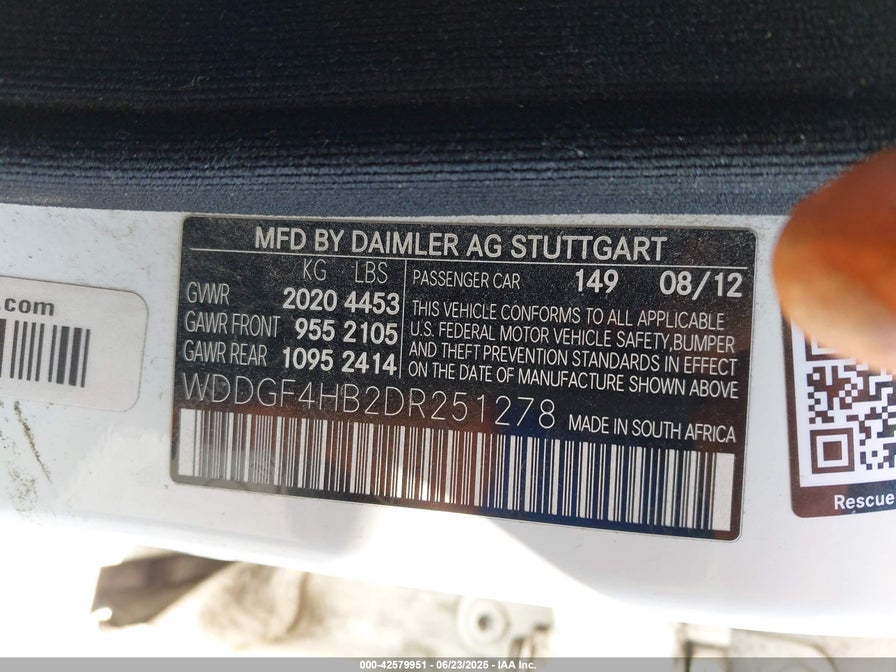 MFD BY DAIMLER AG STUTTGART
KG LBS
GVWR 2020 4453
GAWR FRONT 955 2105
GAWR REAR 1095 2414
PASSENGER CAR 149 08/12
THIS VEHICLE CONFORMS TO ALL APPLICABLE
U.S. FEDERAL MOTOR VEHICLE SAFETY,BUMPER
AND THEFT PREVENTION STANDARDS IN EFFECT
ON THE DATE OF MANUFACTURE SHOWN ABOVE
WDDGF4HB2DR251278 MADE IN SOUTH AFRICA
.com
Rescue
000-42579951 - 06/23/2025 - IAA Inc.